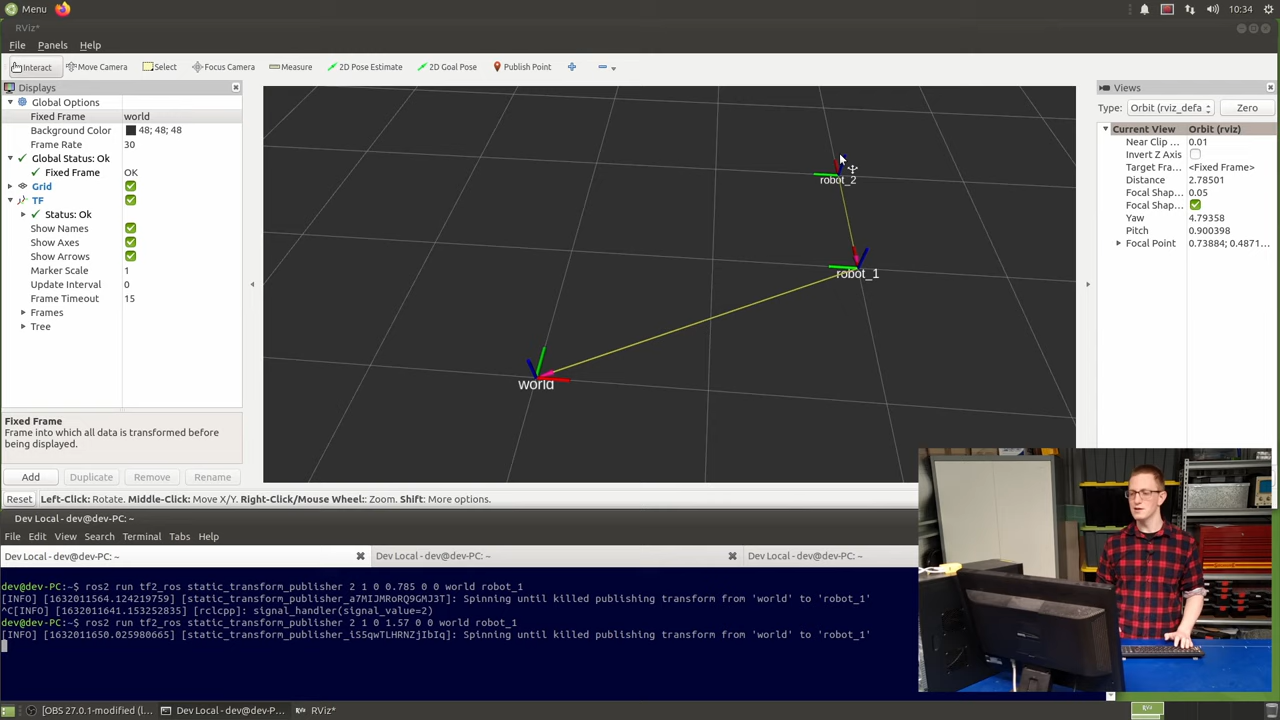 Menu
10:34
RViz*
File Panels Help
Interact Move Camera Select Focus Camera Measure 2D Pose Estimate 2D Goal Pose Publish Point
Displays
Global Options
Fixed Frame world
Background Color 48; 48; 48
Frame Rate 30
Global Status: Ok
Fixed Frame OK
Grid
TF
Status: Ok
Show Names
Show Axes
Show Arrows
Marker Scale 1
Update Interval 0
Frame Timeout 15
Frames
Tree
Fixed Frame
Frame into which all data is transformed before
being displayed.
Add Duplicate Remove Rename
Reset Left-Click: Rotate. Middle-Click: Move X/Y. Right-Click/Mouse Wheel: Zoom. Shift: More options.
robot_2
robot_1
world
Views
Type: Orbit (rviz_defa Zero
Current View Orbit (rviz)
Near Clip ... 0.01
Invert Z Axis
Target Fra... <Fixed Frame>
Distance 2.78501
Focal Shap... 0.05
Focal Shap...
Yaw 4.79358
Pitch 0.900398
Focal Point 0.73884; 0.4871...
Dev Local - dev@dev-PC: ~
File Edit View Search Terminal Tabs Help
Dev Local - dev@dev-PC: ~ Dev Local - dev@dev-PC: ~ Dev Local - dev@dev-PC: ~
dev@dev-PC:~$ ros2 run tf2_ros static_transform_publisher 2 1 0 0.785 0 0 world robot_1
[INFO] [1632011564.124219759] [static_transform_publisher_a7MIJMRoRQ9GMJ3T]: Spinning until killed publishing transform from 'world' to 'robot_1'
^C[INFO] [1632011641.153252835] [rclcpp]: signal_handler(signal_value=2)
dev@dev-PC:~$ ros2 run tf2_ros static_transform_publisher 2 1 0 1.57 0 0 world robot_1
[INFO] [1632011650.025980665] [static_transform_publisher_iS5qwTLHRNZjIbIq]: Spinning until killed publishing transform from 'world' to 'robot_1'
[OBS 27.0.1-modified (l... Dev Local - dev@dev-P... RViz*
RViz